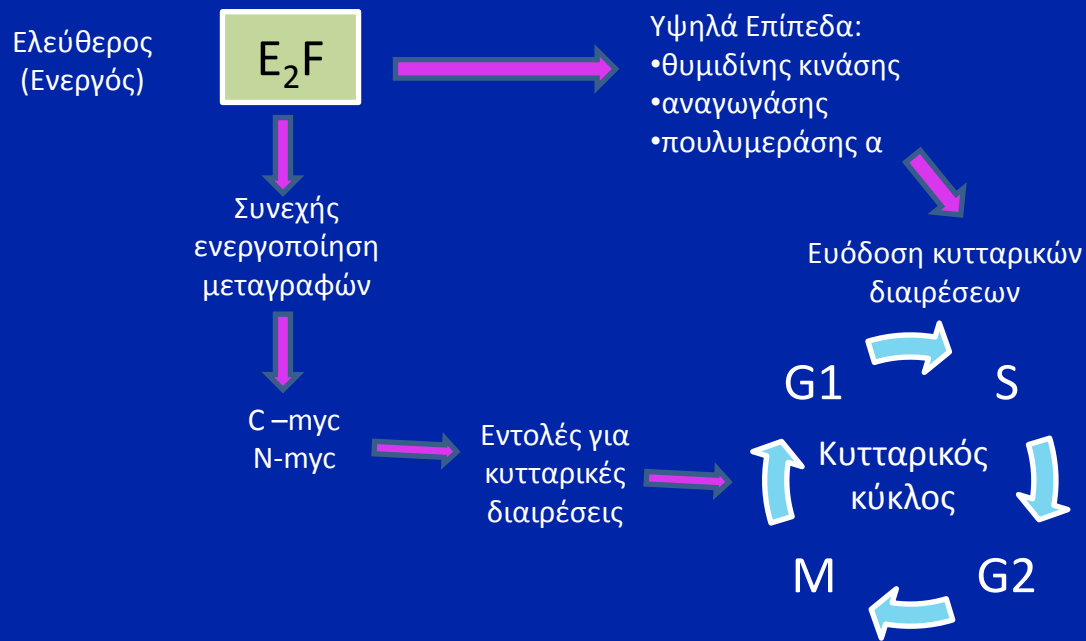 Ελεύθερος
(Ενεργός)
E₂F
Υψηλά Επίπεδα:
•θυμιδίνης κινάσης
•αναγωγάσης
•πουλυμεράσης α
Συνεχής
ενεργοποίηση
μεταγραφών
Ευόδοση κυτταρικών
διαιρέσεων
C –myc
N-myc
Εντολές για
κυτταρικές
διαιρέσεις
G1
S
Κυτταρικός
κύκλος
M
G2